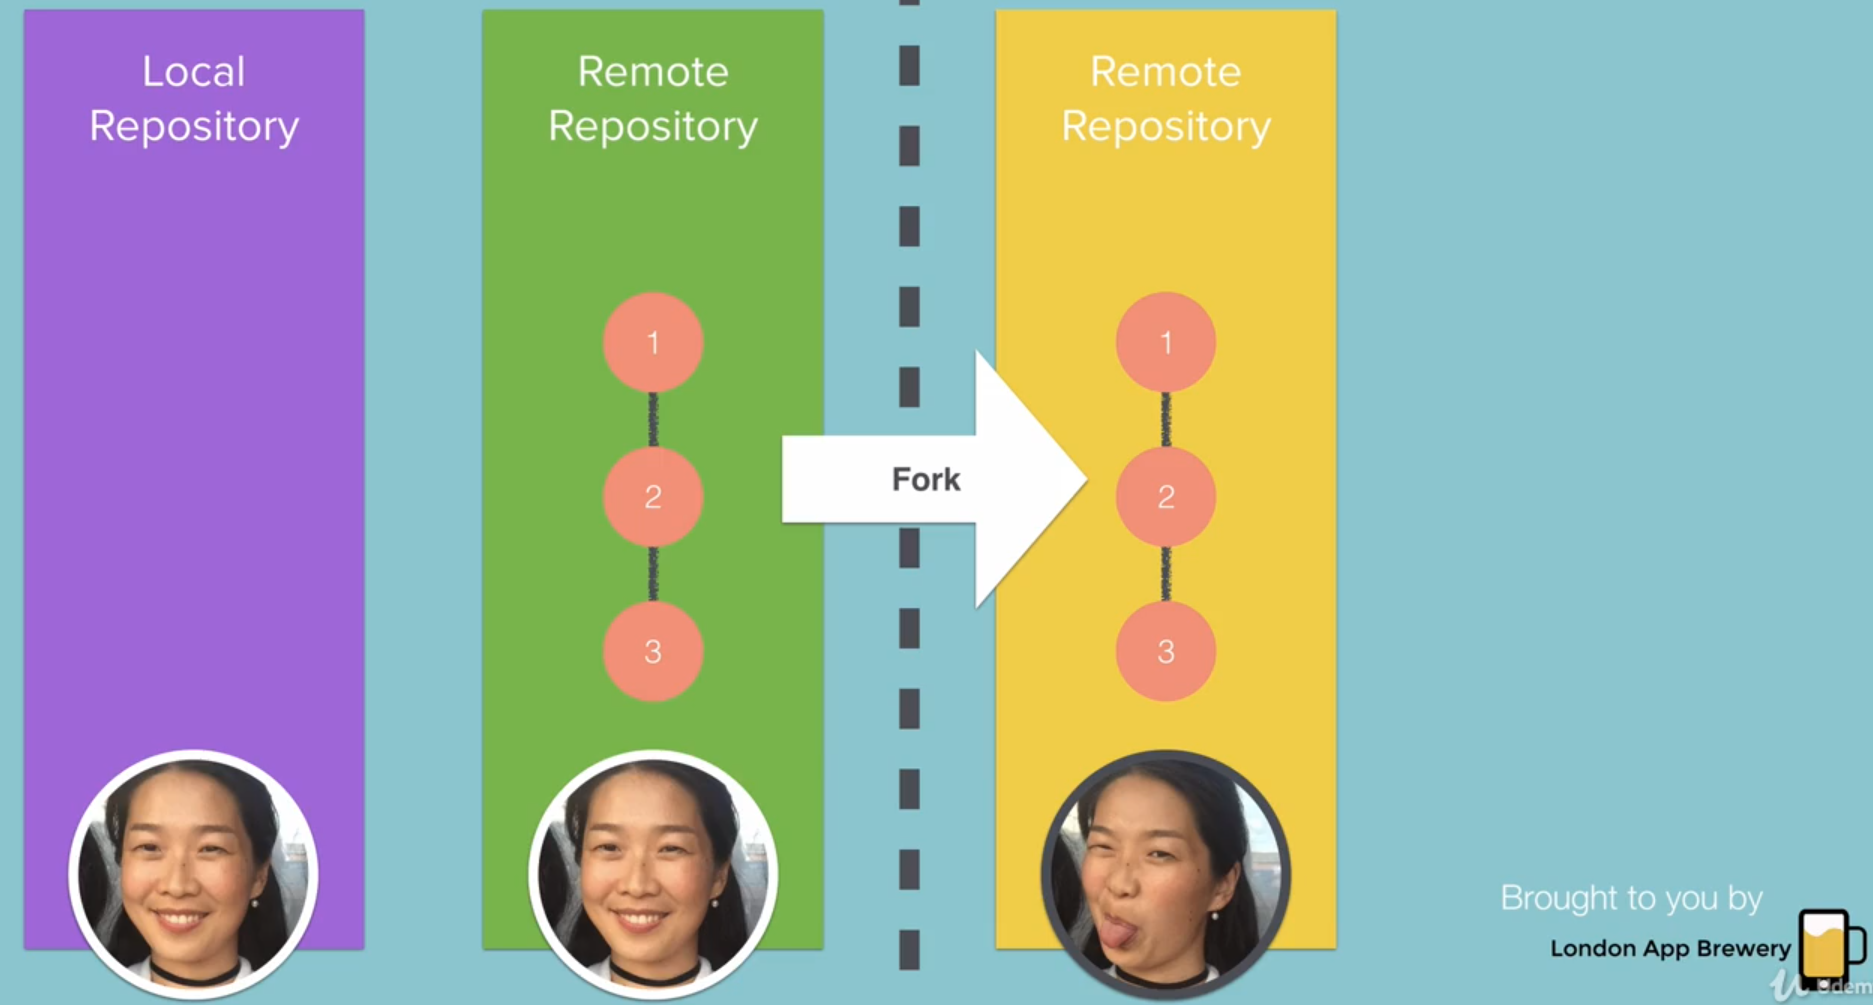 Local
Repository
Remote
Repository
Remote
Repository
1
2
3
Fork
1
2
3
Brought to you by
London App Brewery